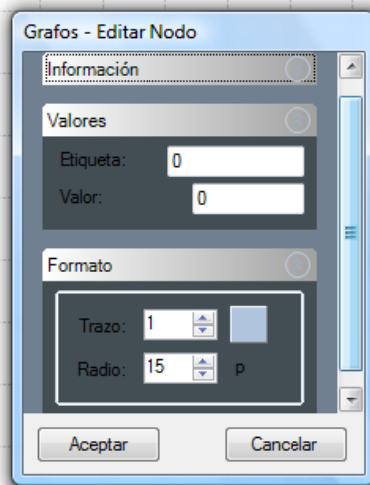 Grafos - Editar Nodo
Información
Valores
Etiqueta: 0
Valor: 0
Formato
Trazo: 1
Radio: 15 p
Aceptar Cancelar